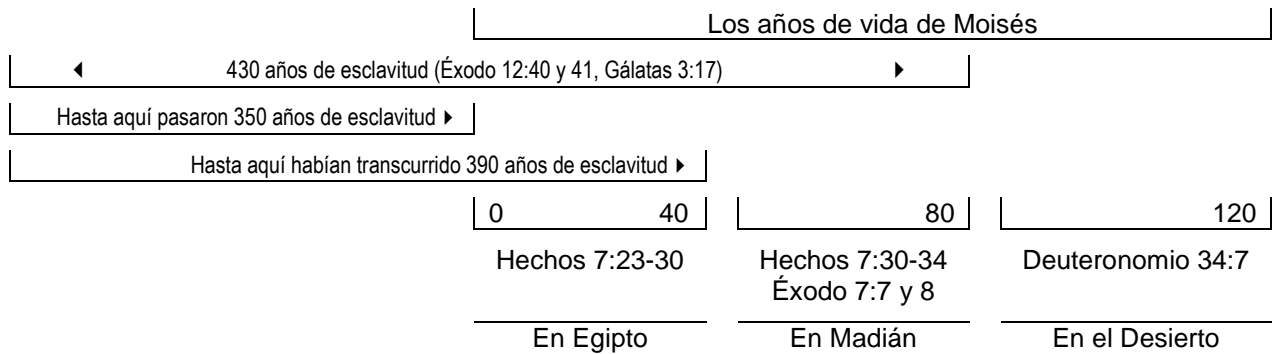 Los años de vida de Moisés
430 años de esclavitud (Éxodo 12:40 y 41, Gálatas 3:17)
Hasta aquí pasaron 350 años de esclavitud
Hasta aquí habían transcurrido 390 años de esclavitud
0 40 80 120
Hechos 7:23-30 Hechos 7:30-34 Deuteronomio 34:7
Éxodo 7:7 y 8
En Egipto En Madián En el Desierto